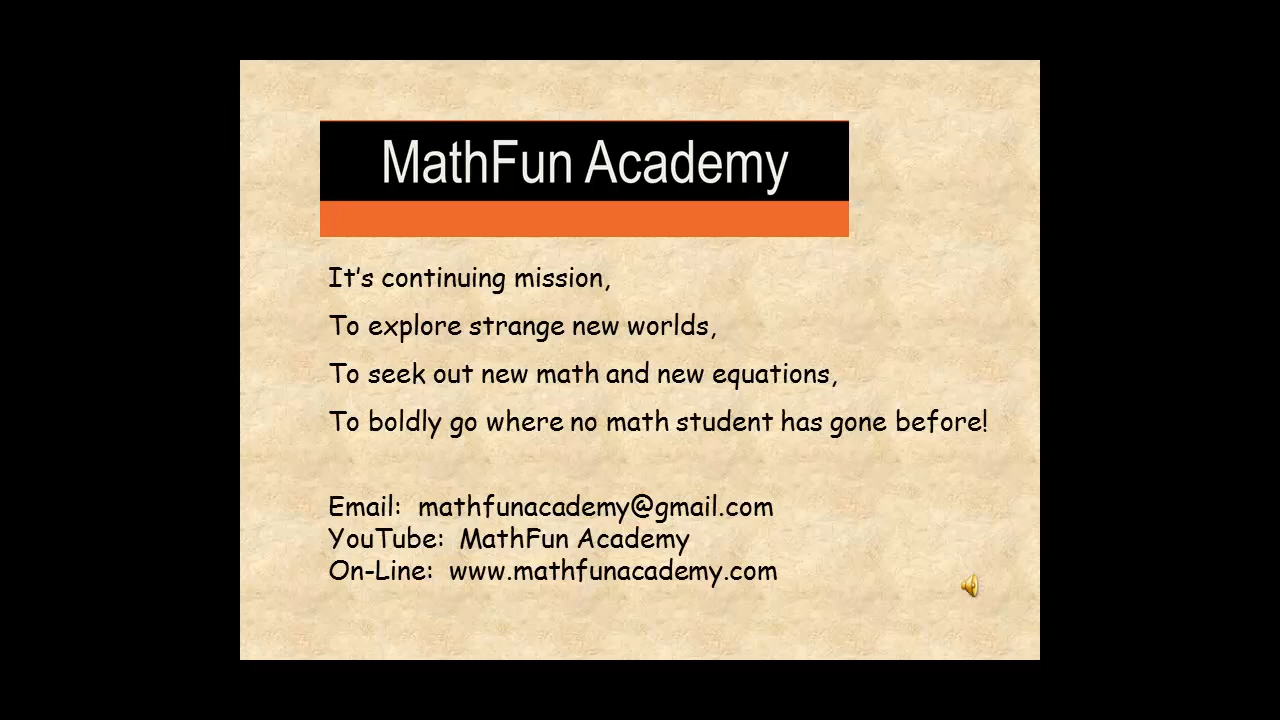 MathFun Academy
It’s continuing mission,
To explore strange new worlds,
To seek out new math and new equations,
To boldly go where no math student has gone before!
Email:  mathfunacademy@gmail.com
YouTube:  MathFun Academy
On-Line:  www.mathfunacademy.com